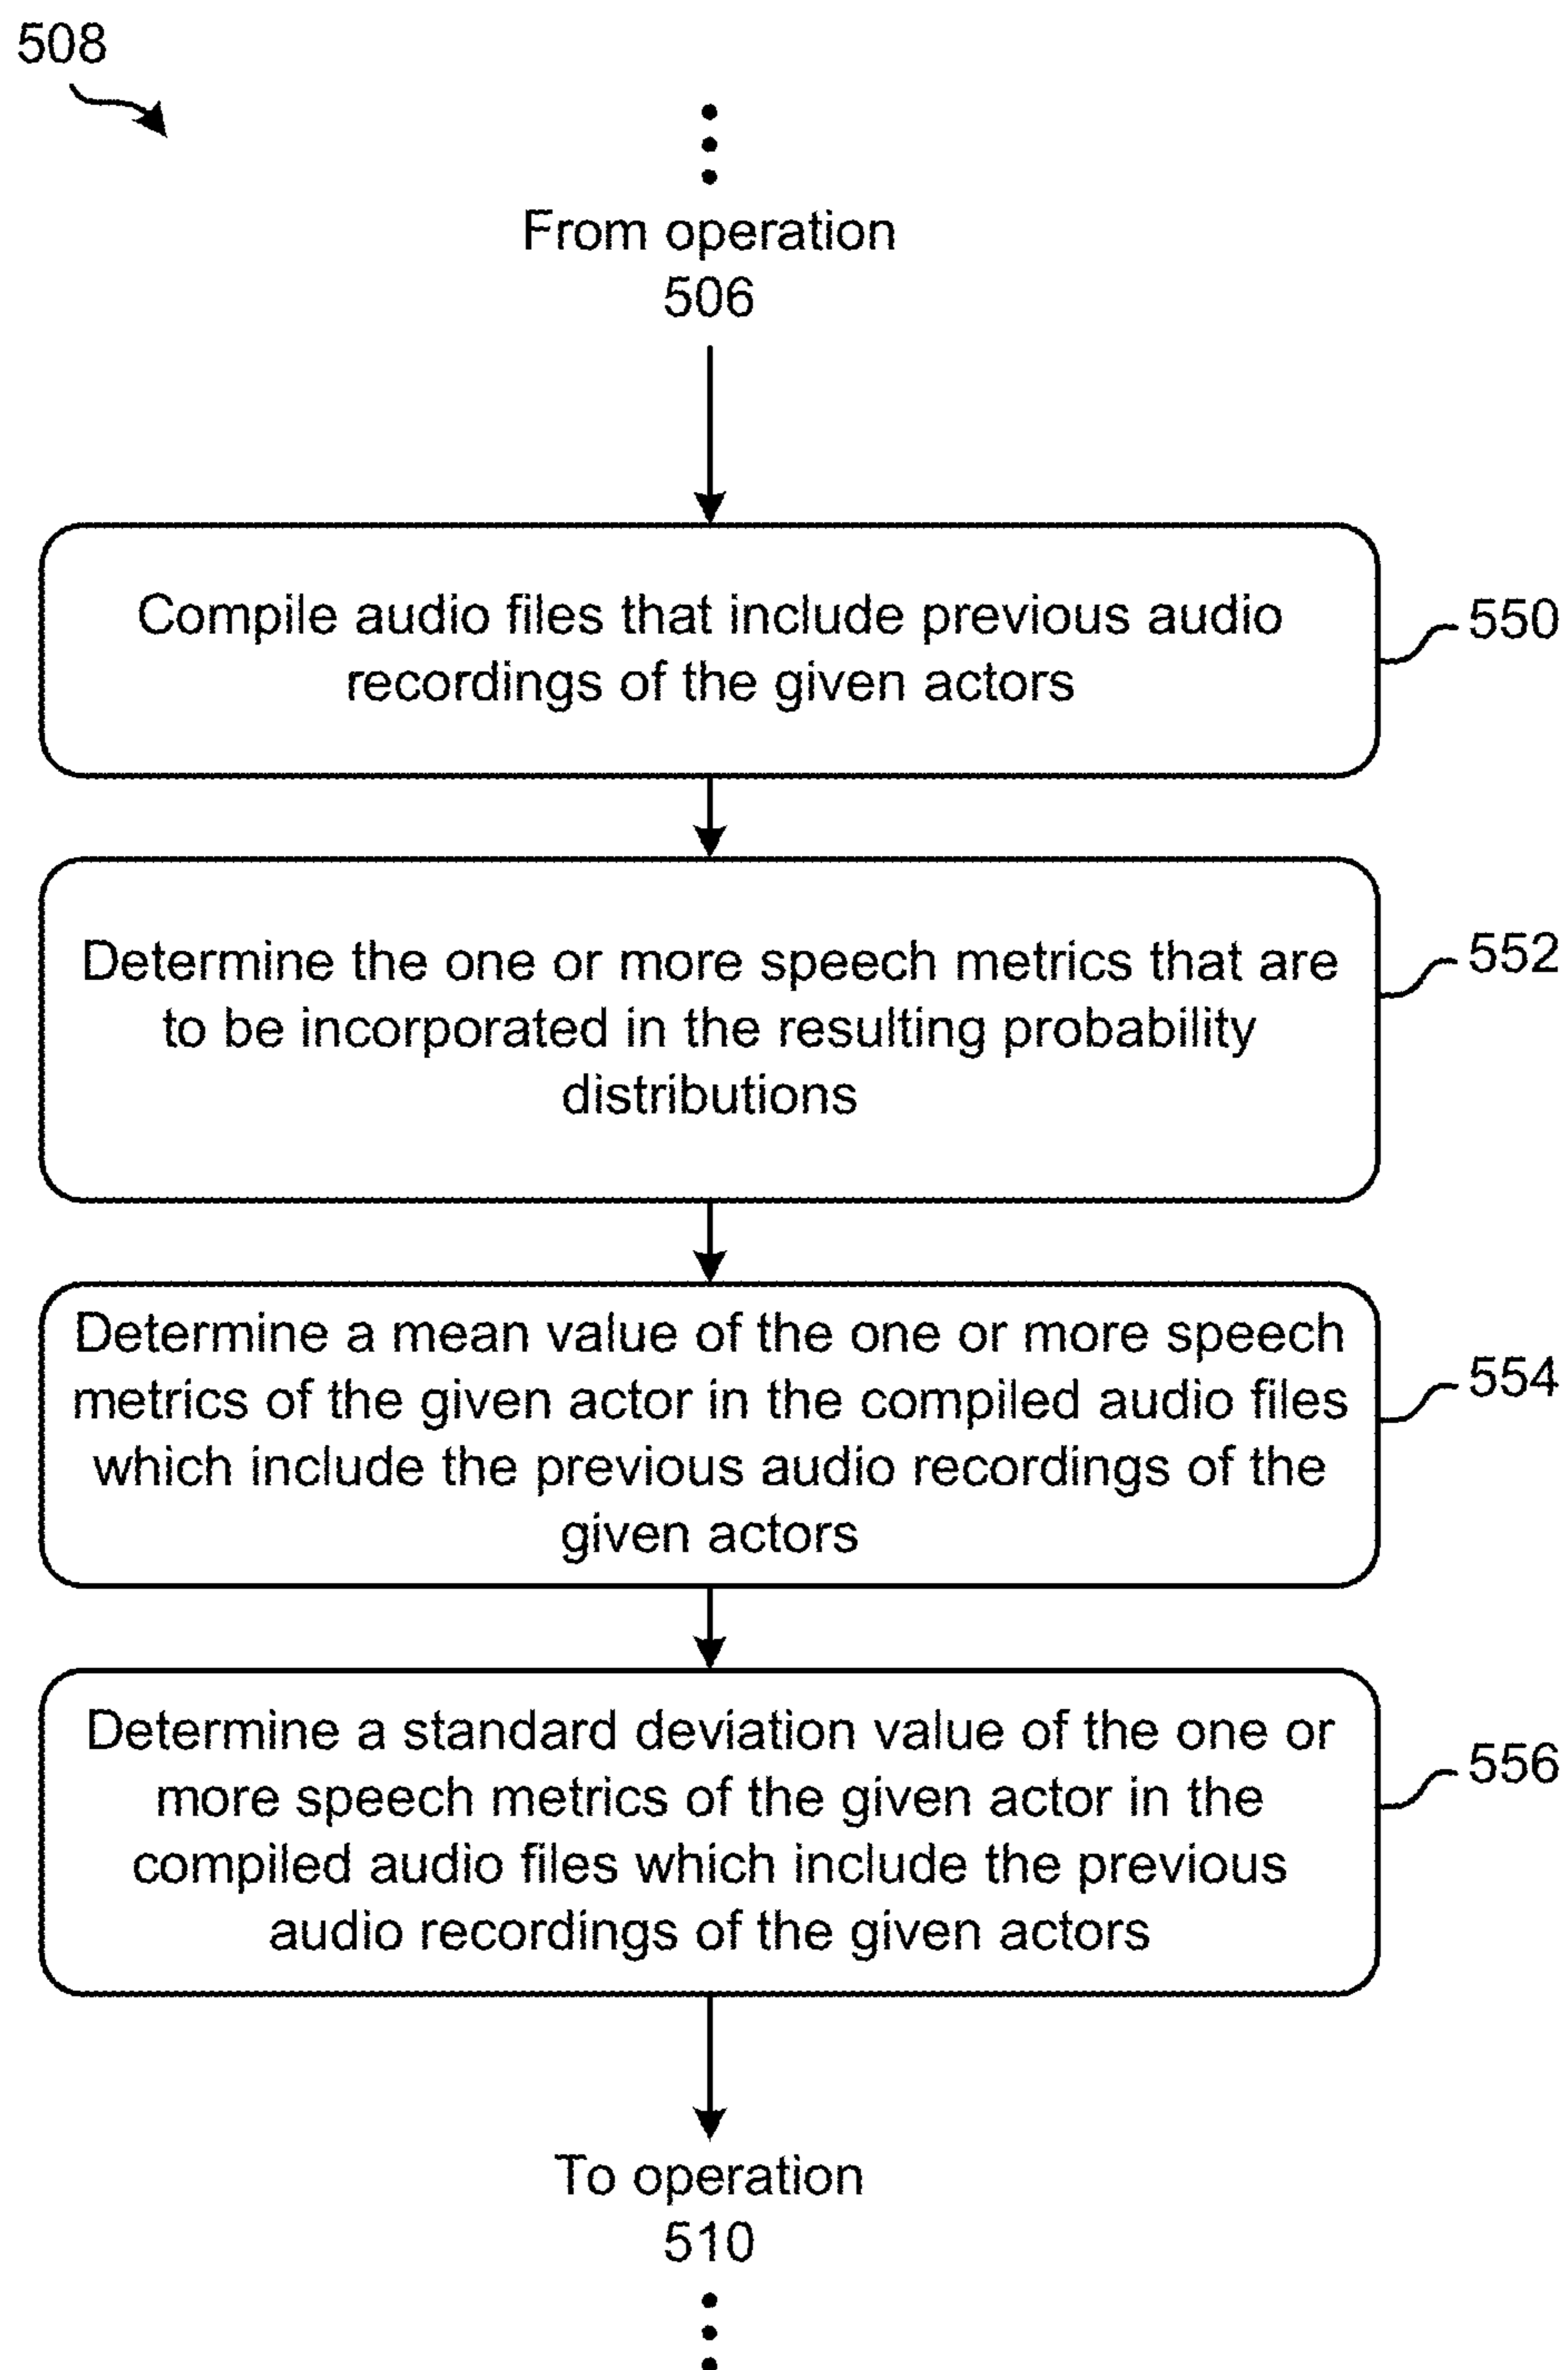 508
From operation
506
Compile audio files that include previous audio
recordings of the given actors
550
Determine the one or more speech metrics that are
to be incorporated in the resulting probability
distributions
552
Determine a mean value of the one or more speech
metrics of the given actor in the compiled audio files
which include the previous audio recordings of the
given actors
554
Determine a standard deviation value of the one or
more speech metrics of the given actor in the
compiled audio files which include the previous
audio recordings of the given actors
556
To operation
510